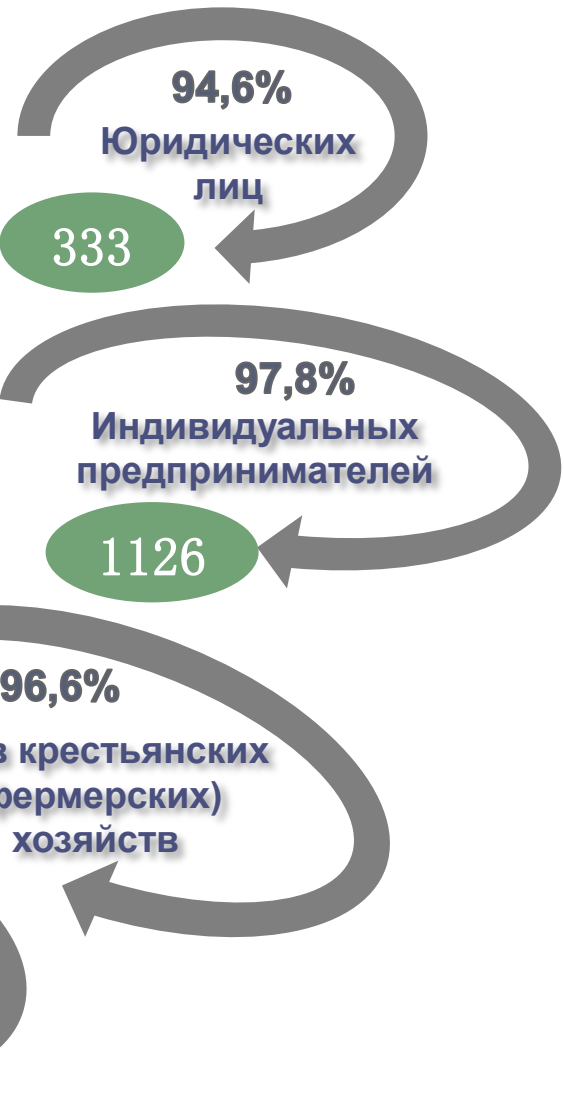 94,6%
Юридических
лиц
333
97,8%
Индивидуальных
предпринимателей
1126
96,6%
крестьянских
хозяйств